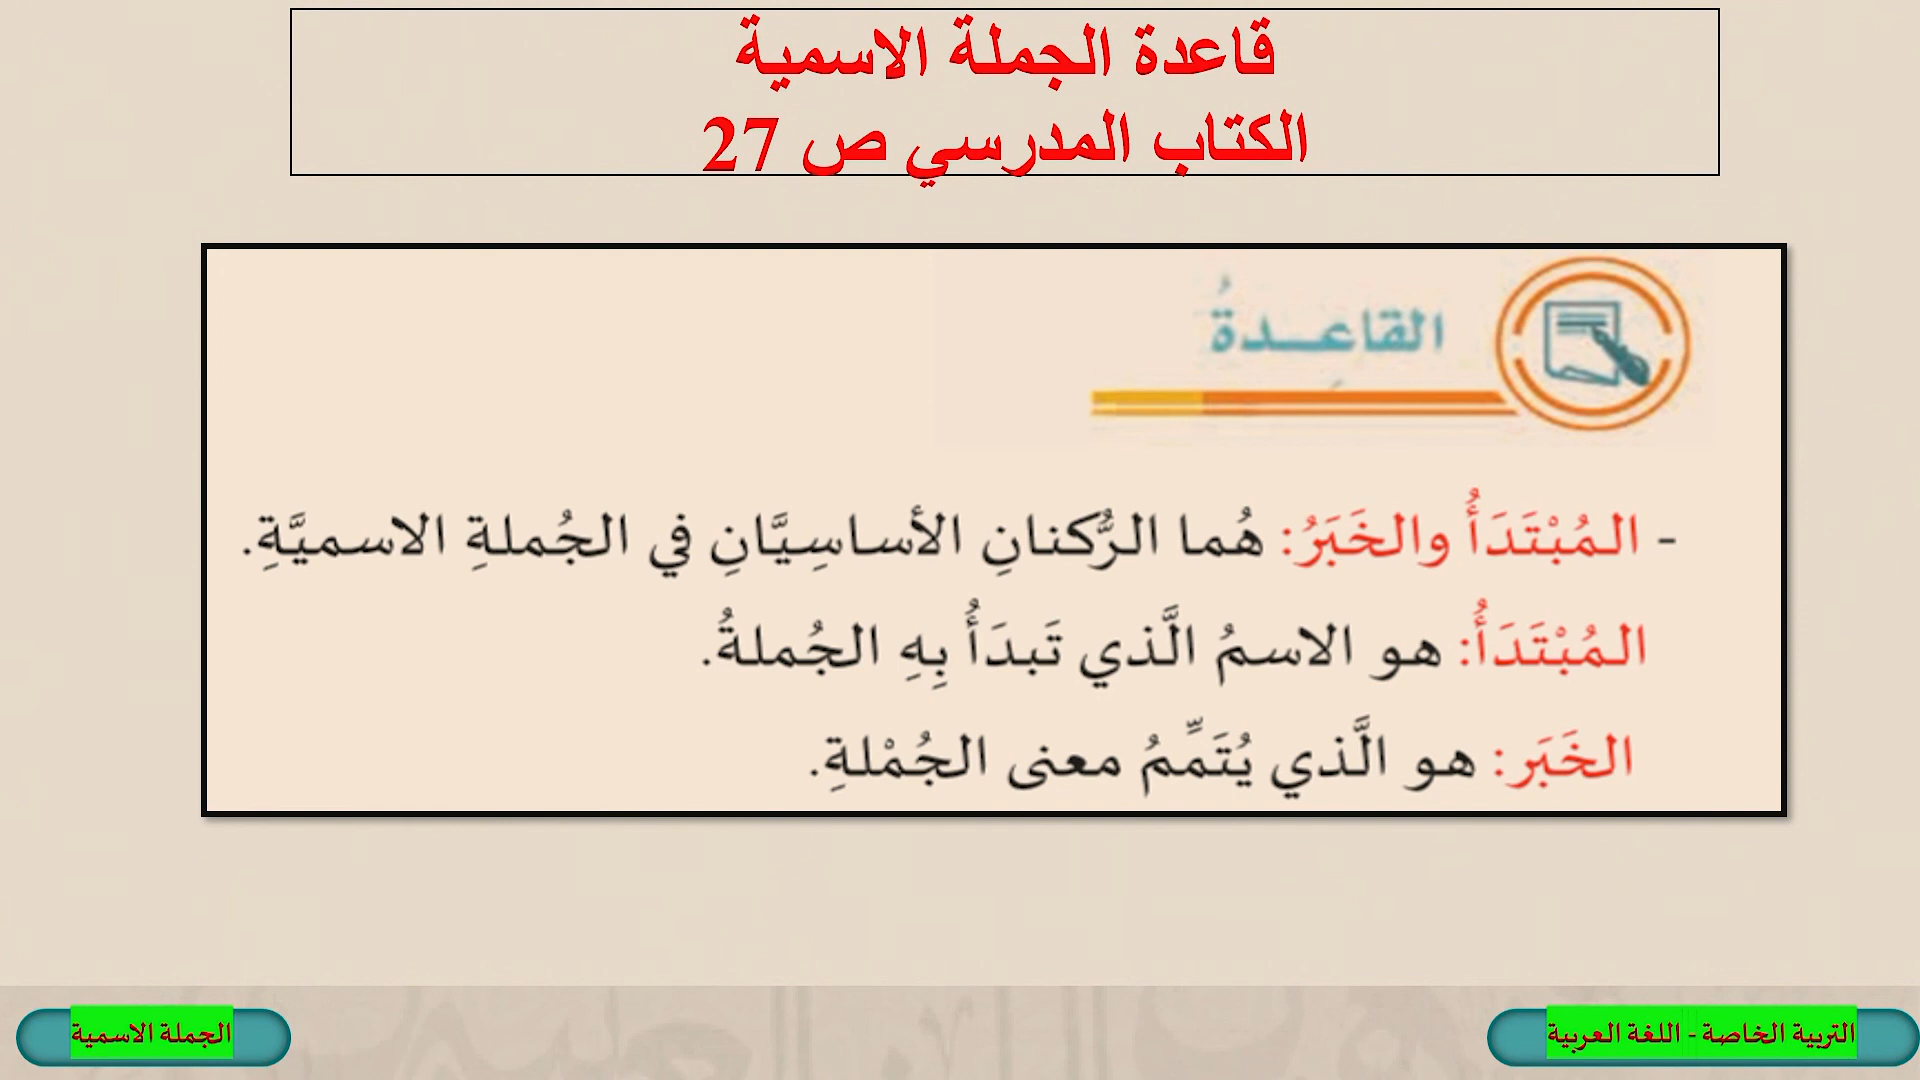 قاعدة الجملة الاسمية
الكتاب المدرسي ص 27
القاعِـدةُ
- المُبْتَدَأُ والخَبَرُ: هُما الرُّكنانِ الأساسِيَّانِ في الجُملةِ الاسميَّةِ.
المُبْتَدَأُ: هو الاسمُ الَّذي تَبدَأُ بِهِ الجُملةُ.
الخَبَر: هو الَّذي يُتَمِّمُ معنى الجُمْلةِ.
التربية الخاصة - اللغة العربية
الجملة الاسمية